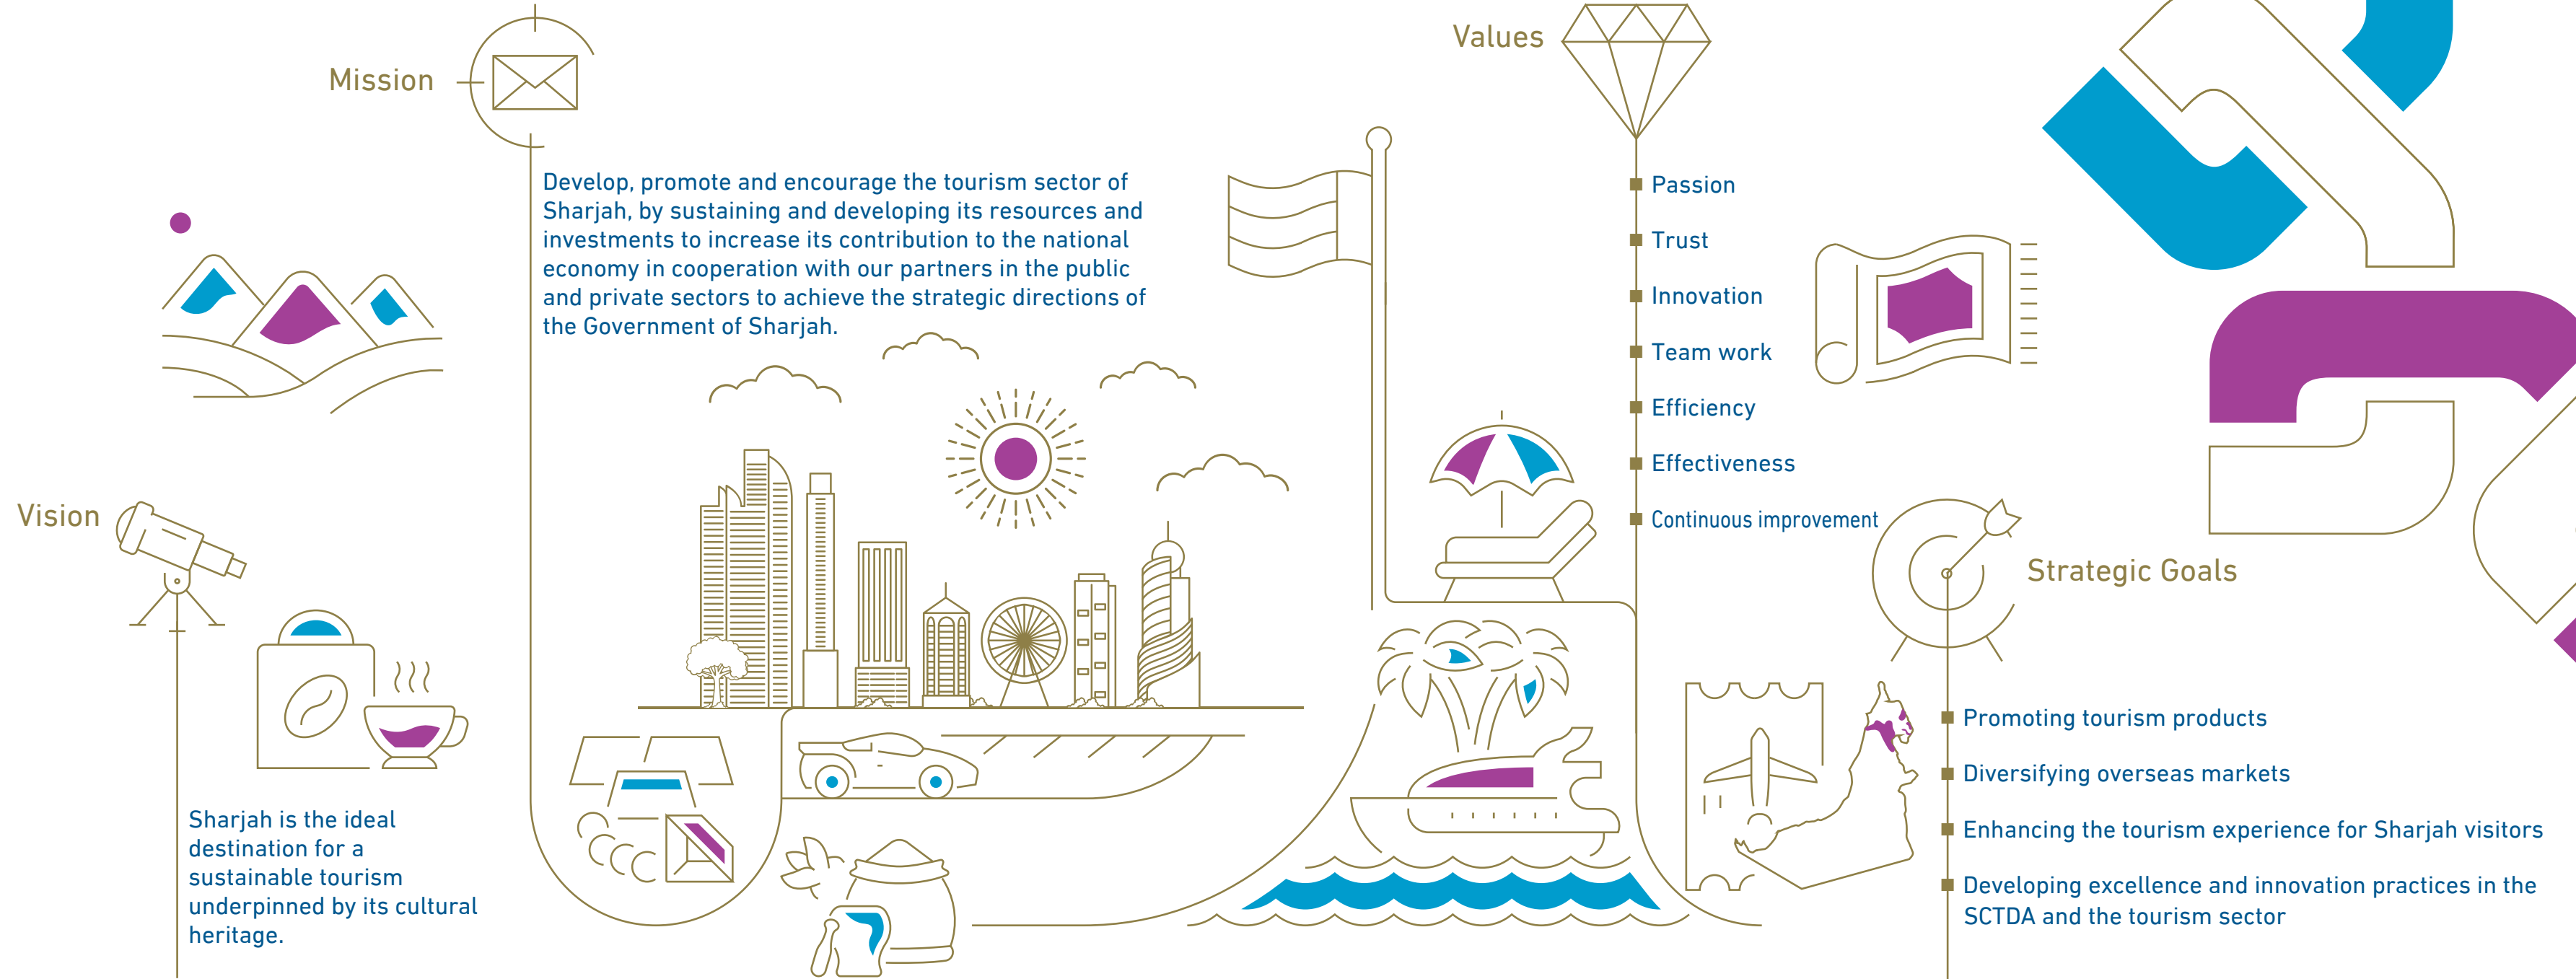 Mission
Develop, promote and encourage the tourism sector of
Sharjah, by sustaining and developing its resources and
investments to increase its contribution to the national
economy in cooperation with our partners in the public
and private sectors to achieve the strategic directions of
the Government of Sharjah.
Vision
Sharjah is the ideal
destination for a
sustainable tourism
underpinned by its cultural
heritage.
Values
Passion
Trust
Innovation
Team work
Efficiency
Effectiveness
Continuous improvement
Strategic Goals
Promoting tourism products
Diversifying overseas markets
Enhancing the tourism experience for Sharjah visitors
Developing excellence and innovation practices in the
SCTDA and the tourism sector